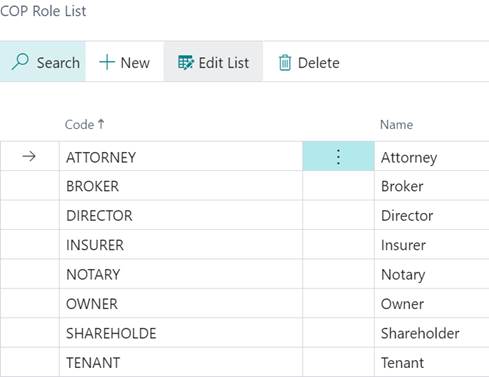 COP Role List
Search New Edit List Delete
Code Name
ATTORNEY Attorney
BROKER Broker
DIRECTOR Director
INSURER Insurer
NOTARY Notary
OWNER Owner
SHAREHOLDE Shareholder
TENANT Tenant